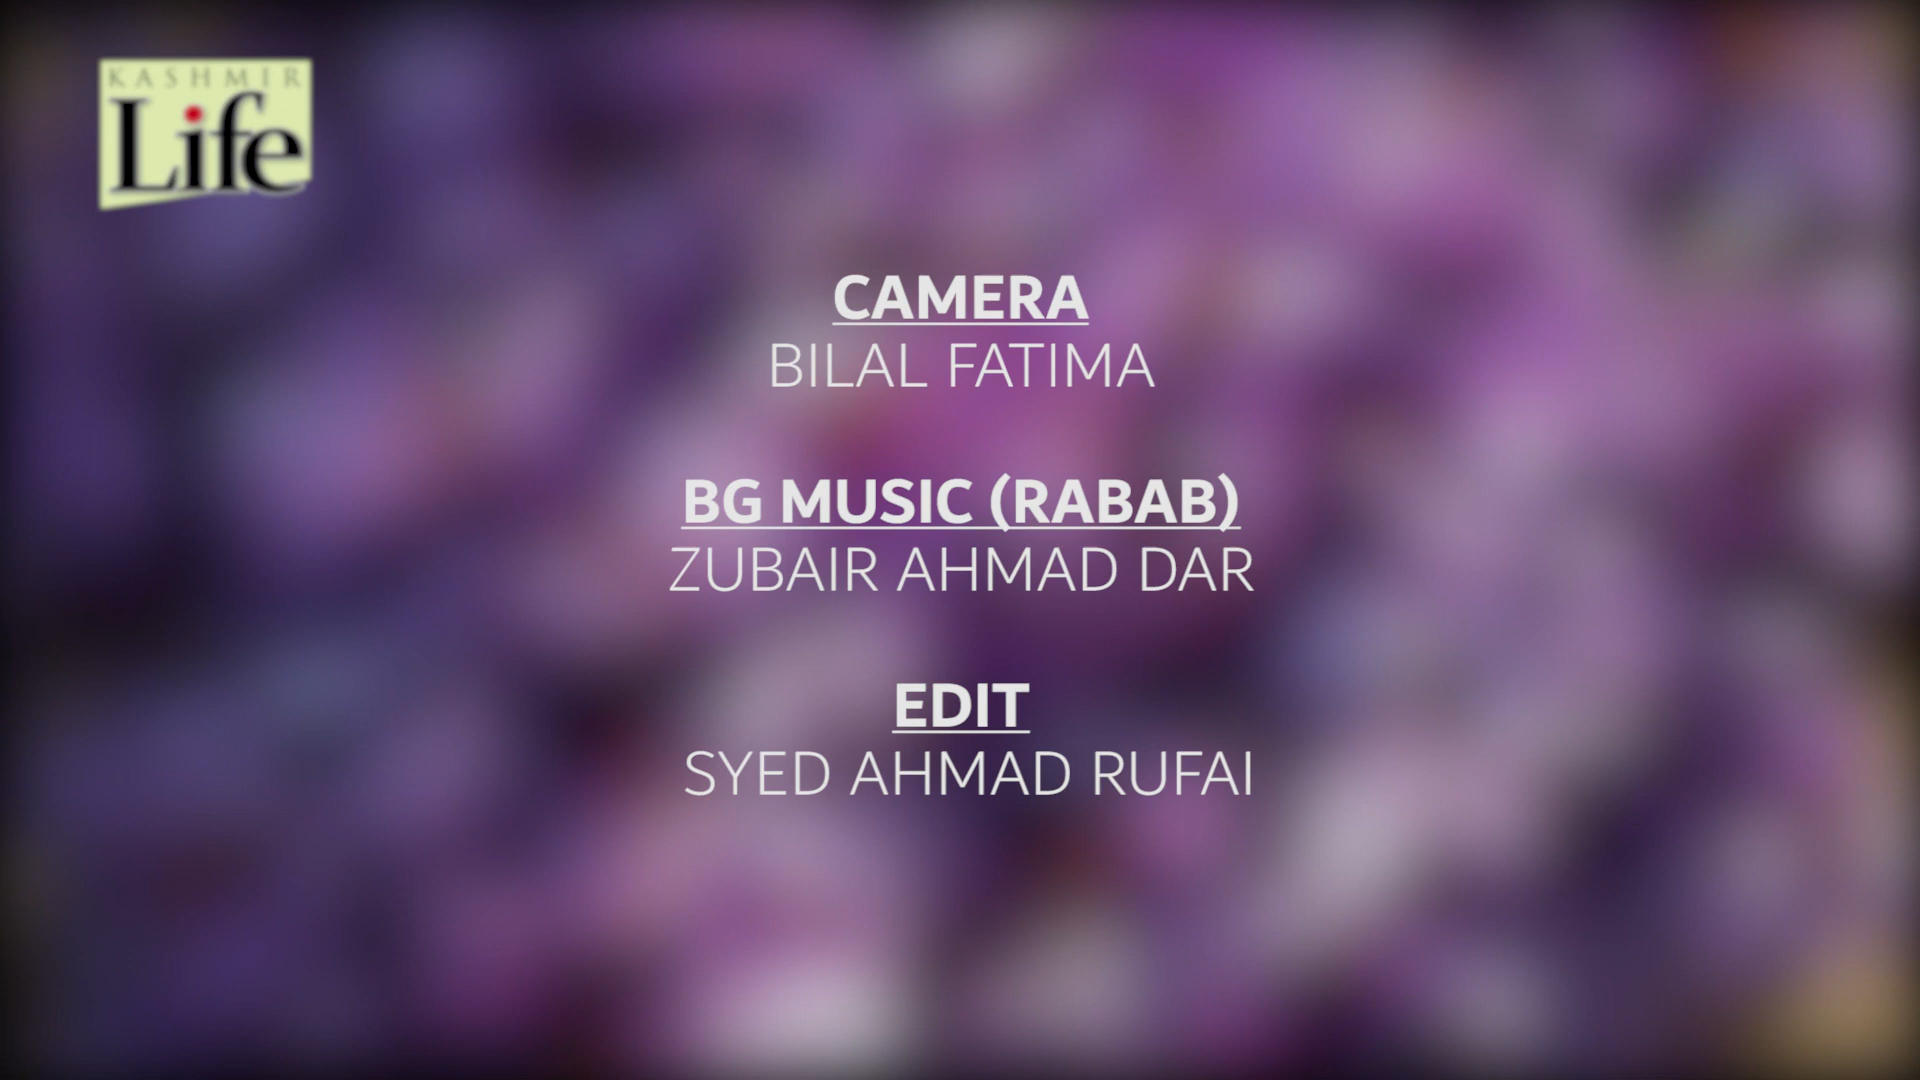 KASHMIR
Life
CAMERA
BILAL FATIMA
BG MUSIC (RABAB)
ZUBAIR AHMAD DAR
EDIT
SYED AHMAD RUFAI